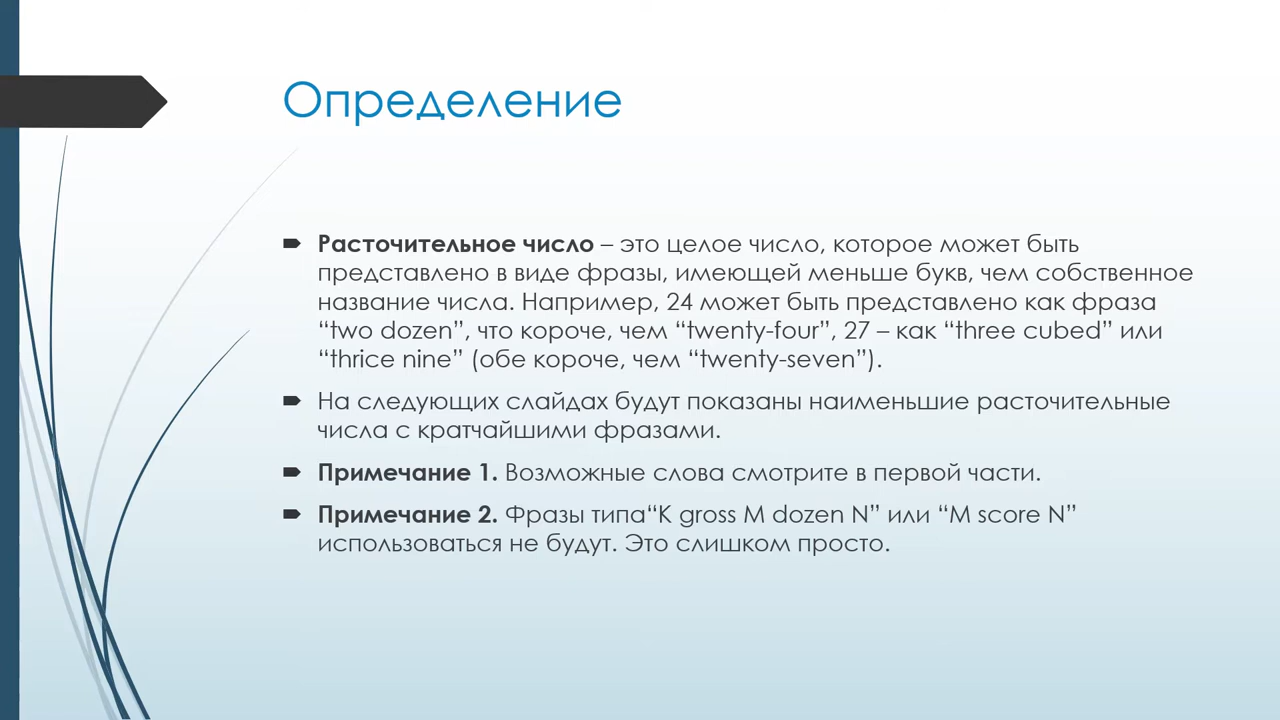 Определение
Расточительное число – это целое число, которое может быть
представлено в виде фразы, имеющей меньше букв, чем собственное
название числа. Например, 24 может быть представлено как фраза
“two dozen”, что короче, чем “twenty-four”, 27 – как “three cubed” или
“thrice nine” (обе короче, чем “twenty-seven”).
На следующих слайдах будут показаны наименьшие расточительные
числа с кратчайшими фразами.
Примечание 1. Возможные слова смотрите в первой части.
Примечание 2. Фразы типа“K gross M dozen N” или “M score N”
использоваться не будут. Это слишком просто.